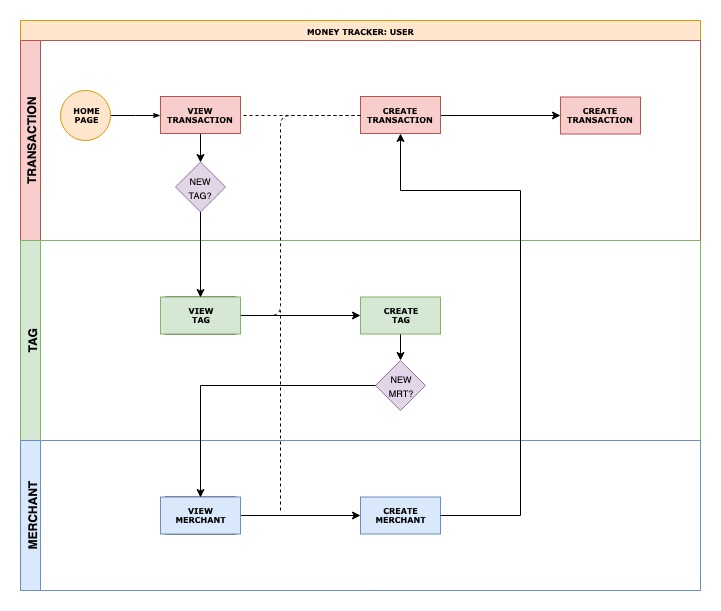 MONEY TRACKER: USER
TRANSACTION
HOME
PAGE
VIEW
TRANSACTION
CREATE
TRANSACTION
CREATE
TRANSACTION
NEW
TAG?
TAG
VIEW
TAG
CREATE
TAG
NEW
MRT?
MERCHANT
VIEW
MERCHANT
CREATE
MERCHANT